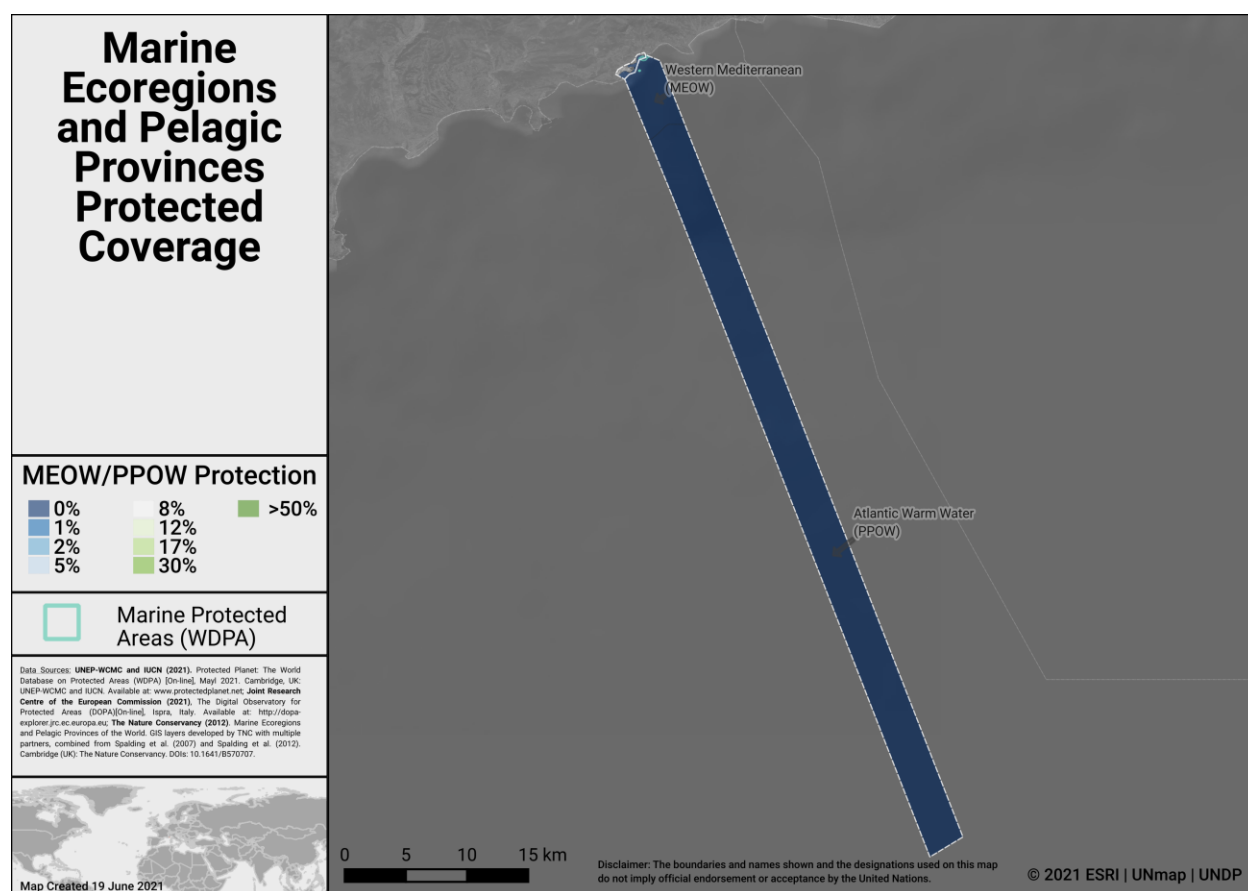 Marine
Ecoregions
and Pelagic
Provinces
Protected
Coverage
MEOW/PPOW Protection
0%
1%
2%
5%
8%
12%
17%
30%
>50%
Marine Protected
Areas (WDPA)
Data Sources: UNEP-WCMC and IUCN (2021). Protected Planet: The World
Database on Protected Areas (WDPA) [On-line], Mayl 2021. Cambridge, UK:
UNEP-WCMC and IUCN. Available at: www.protectedplanet.net; Joint Research
Centre of the European Commission (2021), The Digital Observatory for
Protected Areas (DOPA)[On-line], Ispra, Italy. Available at: http://dopa-
explorer.jrc.ec.europa.eu; The Nature Conservancy (2012). Marine Ecoregions
and Pelagic Provinces of the World. GIS layers developed by TNC with multiple
partners, combined from Spalding et al. (2007) and Spalding et al. (2012).
Cambridge (UK): The Nature Conservancy. DOIs: 10.1641/B570707.
Map Created 19 June 2021
Western Mediterranean
(MEOW)
Atlantic Warm Water
(PPOW)
0 5 10 15 km
Disclaimer: The boundaries and names shown and the designations used on this map
do not imply official endorsement or acceptance by the United Nations.
© 2021 ESRI | UNmap | UNDP